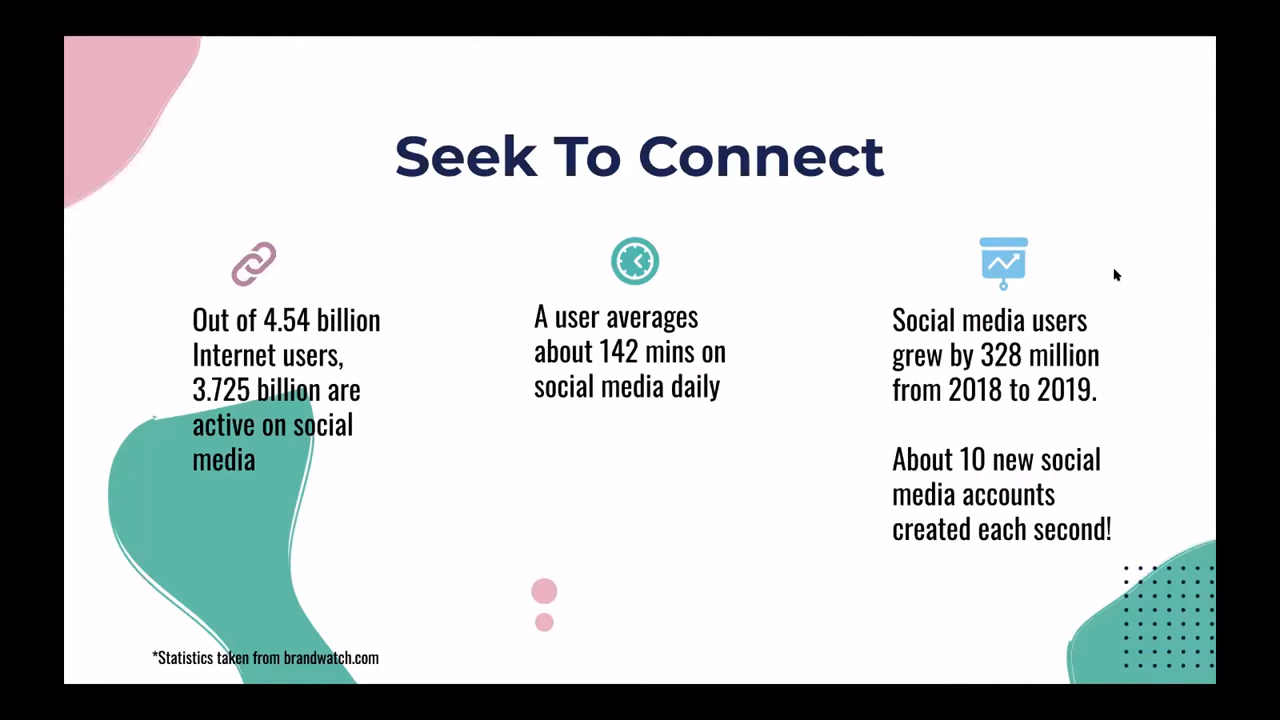 Seek To Connect
Out of 4.54 billion
Internet users,
3.725 billion are
active on social
media
A user averages
about 142 mins on
social media daily
Social media users
grew by 328 million
from 2018 to 2019.
About 10 new social
media accounts
created each second!
*Statistics taken from brandwatch.com